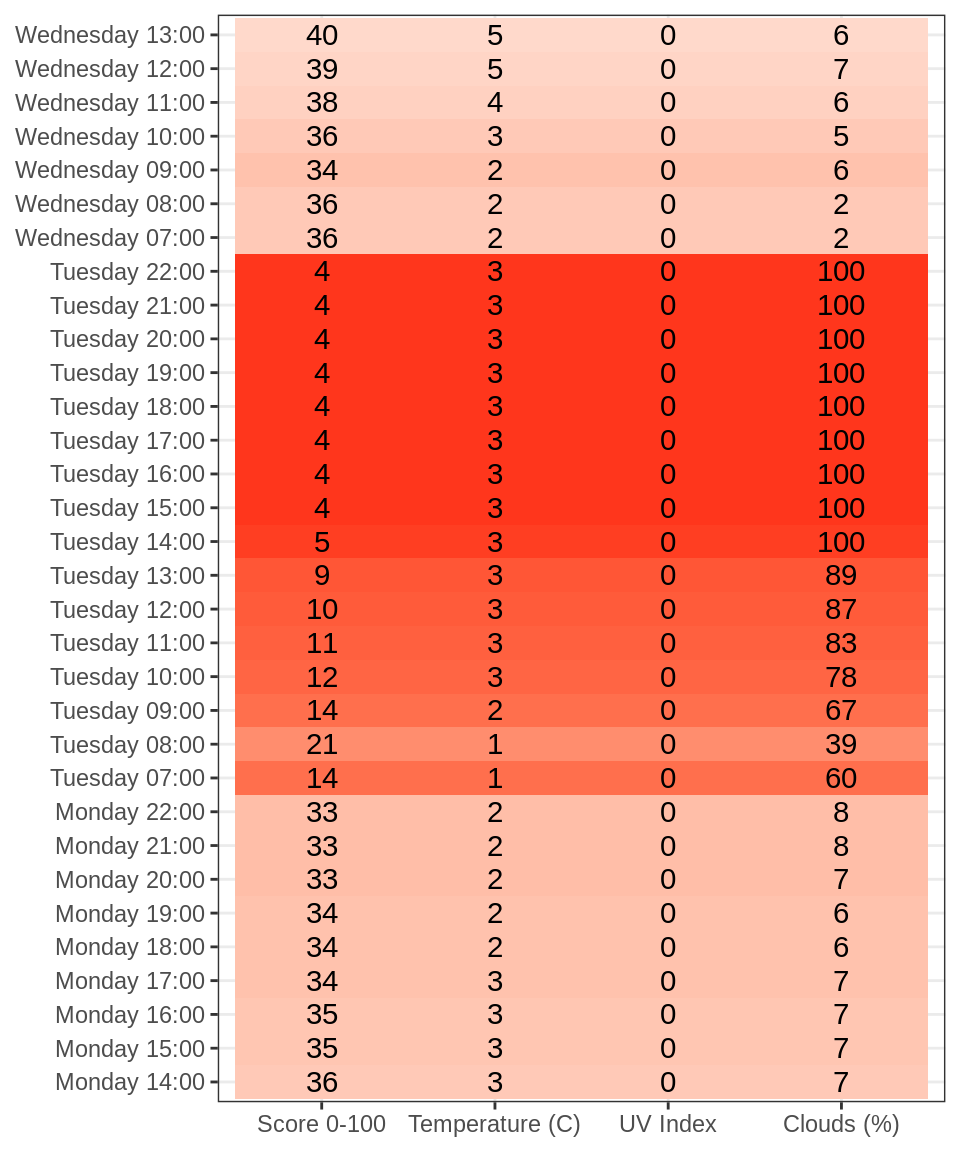 Wednesday 13:00 40 5 0 6
Wednesday 12:00 39 5 0 7
Wednesday 11:00 38 4 0 6
Wednesday 10:00 36 3 0 5
Wednesday 09:00 34 2 0 6
Wednesday 08:00 36 2 0 2
Wednesday 07:00 36 2 0 2
Tuesday 22:00 4 3 0 100
Tuesday 21:00 4 3 0 100
Tuesday 20:00 4 3 0 100
Tuesday 19:00 4 3 0 100
Tuesday 18:00 4 3 0 100
Tuesday 17:00 4 3 0 100
Tuesday 16:00 4 3 0 100
Tuesday 15:00 4 3 0 100
Tuesday 14:00 5 3 0 100
Tuesday 13:00 9 3 0 89
Tuesday 12:00 10 3 0 87
Tuesday 11:00 11 3 0 83
Tuesday 10:00 12 3 0 78
Tuesday 09:00 14 2 0 67
Tuesday 08:00 21 1 0 39
Tuesday 07:00 14 1 0 60
Monday 22:00 33 2 0 8
Monday 21:00 33 2 0 8
Monday 20:00 33 2 0 7
Monday 19:00 34 2 0 6
Monday 18:00 34 2 0 6
Monday 17:00 34 3 0 7
Monday 16:00 35 3 0 7
Monday 15:00 35 3 0 7
Monday 14:00 36 3 0 7
Score 0-100 Temperature (C) UV Index Clouds (%)